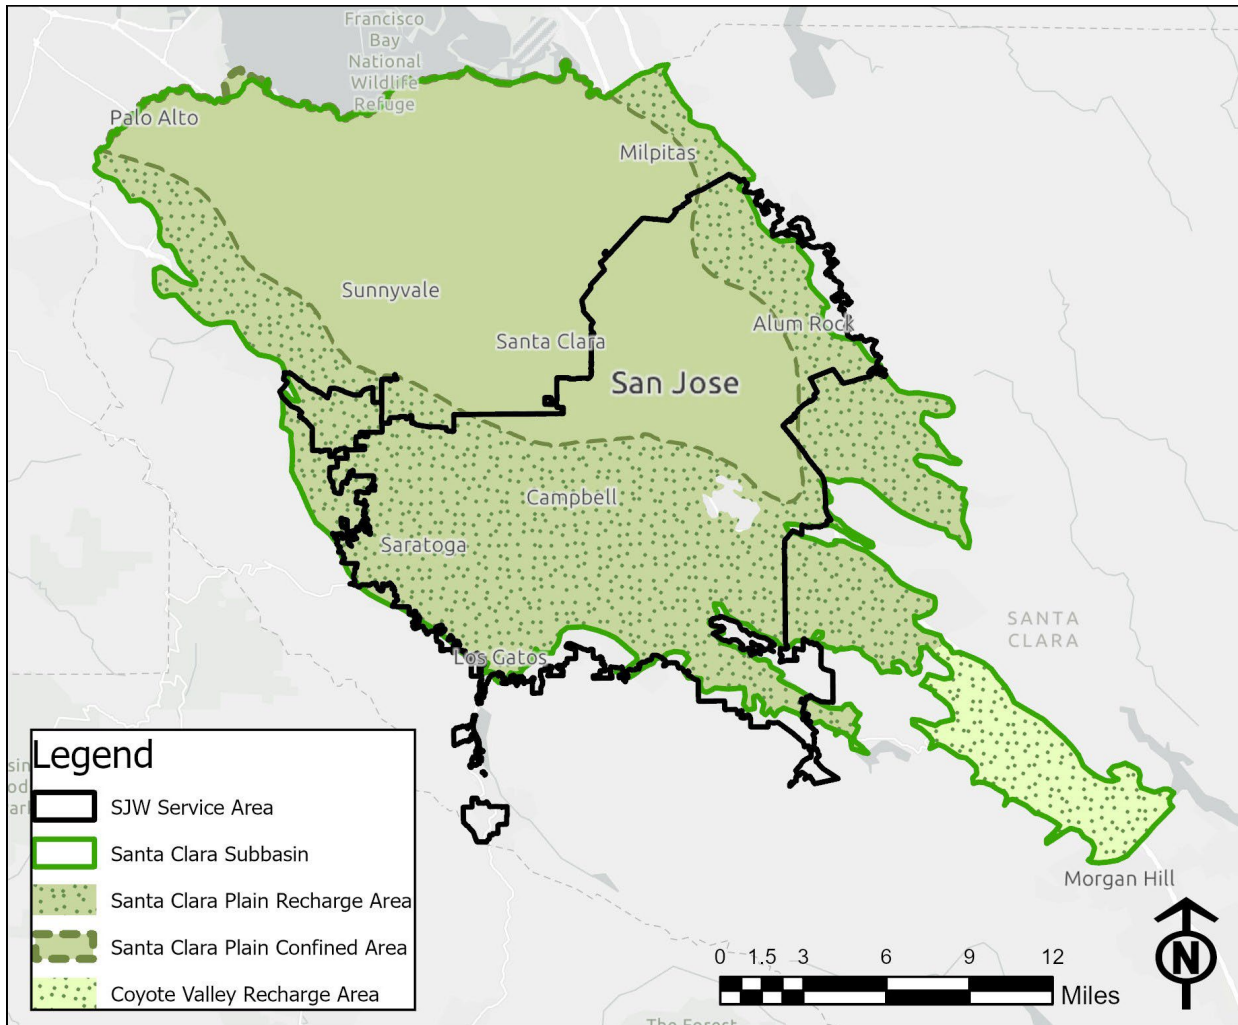 Francisco
Bay
National
Wildlife
Refuge
Palo Alto
Milpitas
Sunnyvale
Santa Clara
Alum Rock
San Jose
Campbell
Saratoga
Los Gatos
SANTA
CLARA
Morgan Hill
Legend
SJW Service Area
Santa Clara Subbasin
Santa Clara Plain Recharge Area
Santa Clara Plain Confined Area
Coyote Valley Recharge Area
0 1.5 3 6 9 12
Miles
N
The Forest